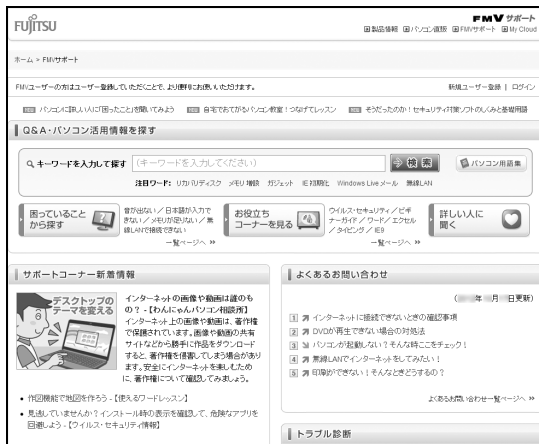 FUJITSU
FMVサポート
製品情報 パソコン直販 FMVサポート My Cloud
ホーム > FMVサポート
FMVユーザーの方はユーザー登録していただくことで、より便利にお使いいただけます。
新規ユーザー登録 | ログイン
パソコンに詳しい人に「困ったこと」を聞いてみよう
自宅でおてがるパソコン教室！つなげてレッスン
そうだったのか！セキュリティ対策ソフトのしくみと基礎用語
Q&A・パソコン活用情報を探す
キーワードを入力して探す (キーワードを入力してください) 検索 パソコン用語集
注目ワード： リカバリディスク メモリ増設 ガジェット IE初期化 Windows Liveメール 無線LAN
困っていることから探す
音が出ない／日本語が入力できない／メモリが足りない／無線LANで接続できない
一覧ページへ »
お役立ちコーナーを見る
ウイルス・セキュリティ／ビギナーガイド／ワード／エクセル／タイピング／IE9
一覧ページへ »
詳しい人に聞く
サポートコーナー新着情報
デスクトップの
テーマを変える
インターネットの画像や動画は誰のも
の？ -【わんにゃんパソコン相談所】
インターネット上の画像や動画は、著作権
で保護されています。画像や動画の共有
サイトなどから勝手に作品をダウンロード
すると、著作権を侵害してしまう場合があり
ます。安全にインターネットを楽しむため
に、著作権について確認してみましょう。
• 作図機能で地図を作ろう -【使えるワードレッスン】
• 見逃していませんか？インストール時の表示を確認して、危険なアプリを
回避しよう -【ウイルス・セキュリティ情報】
よくあるお問い合わせ
年 月 日更新)
1 インターネットに接続できないときの確認事項
2 DVDが再生できない場合の対処法
3 パソコンが起動しない？そんな時ここをチェック！
4 無線LANでインターネットをしてみたい！
5 印刷ができない！そんなときどうするの？
よくあるお問い合わせ一覧ページへ »
トラブル診断